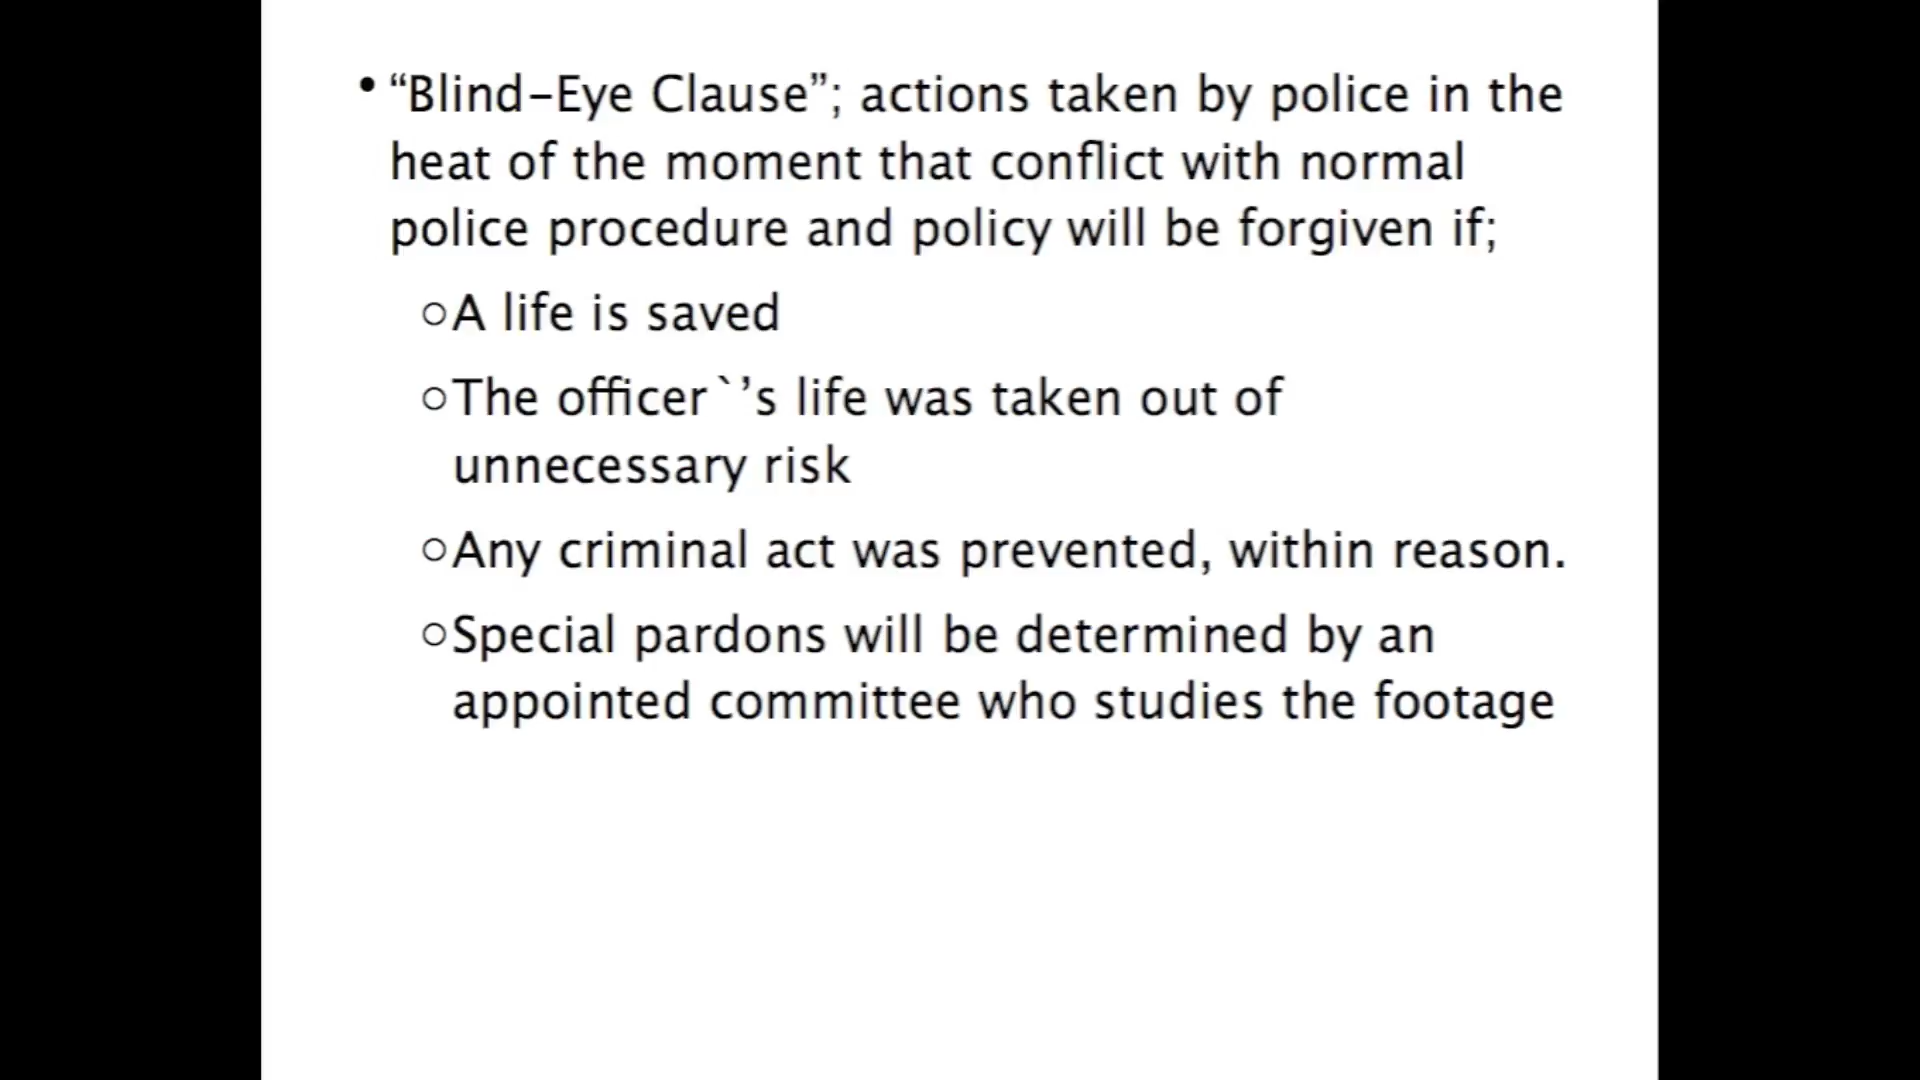 • “Blind-Eye Clause”; actions taken by police in the
heat of the moment that conflict with normal
police procedure and policy will be forgiven if;
○A life is saved
○The officer`’s life was taken out of
unnecessary risk
○Any criminal act was prevented, within reason.
○Special pardons will be determined by an
appointed committee who studies the footage